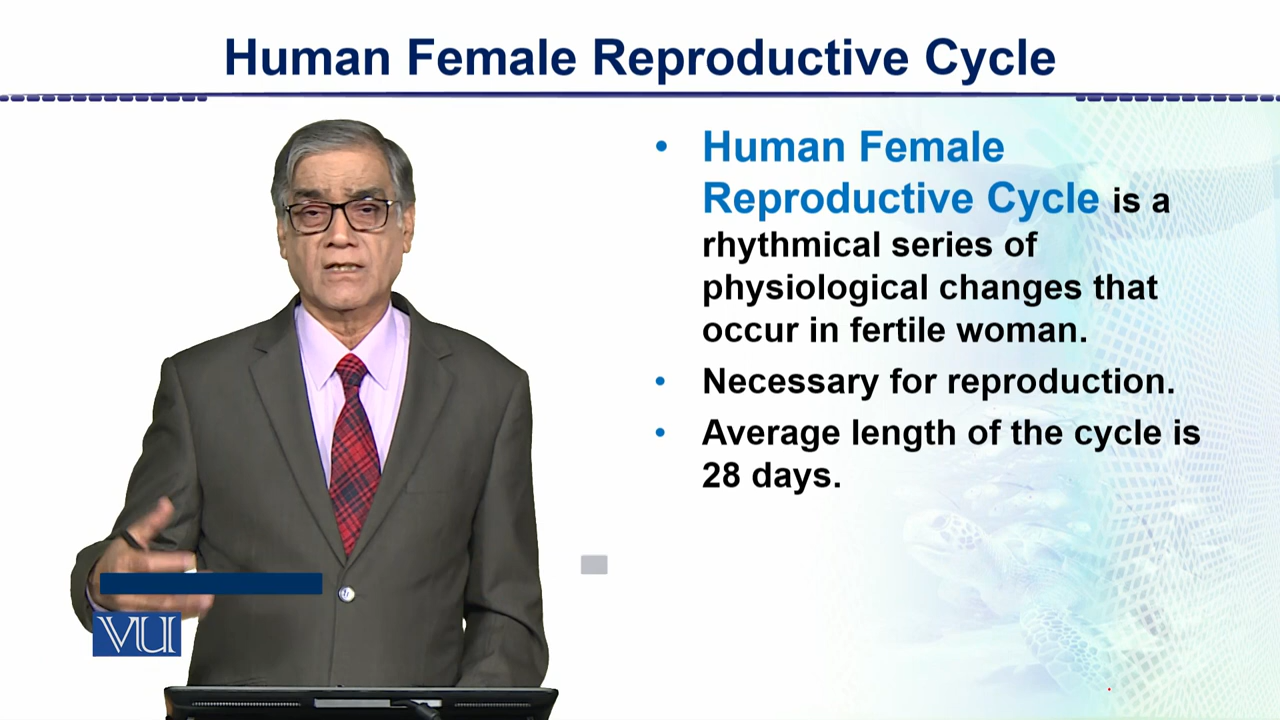 Human Female Reproductive Cycle
• Human Female
Reproductive Cycle is a
rhythmical series of
physiological changes that
occur in fertile woman.
• Necessary for reproduction.
• Average length of the cycle is
28 days.
VU